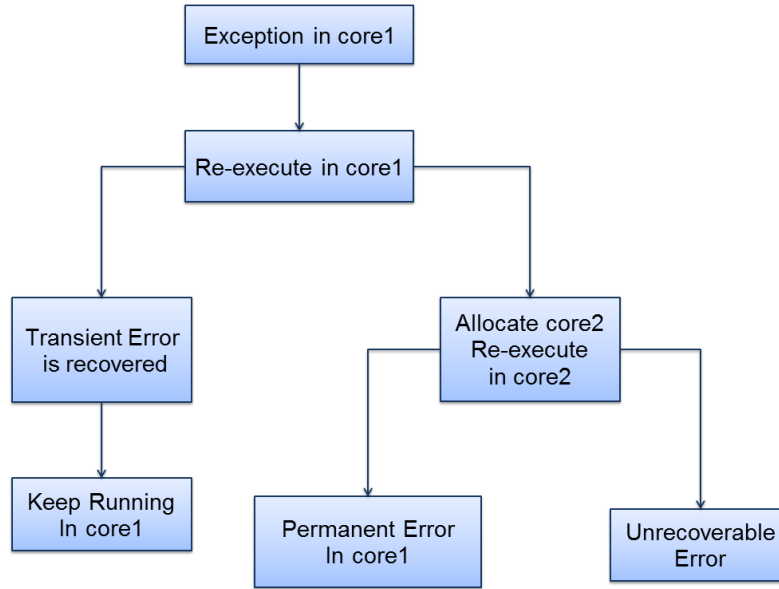 Exception in core1
Re-execute in core1
Transient Error
is recovered
Allocate core2
Re-execute
in core2
Keep Running
In core1
Permanent Error
In core1
Unrecoverable
Error